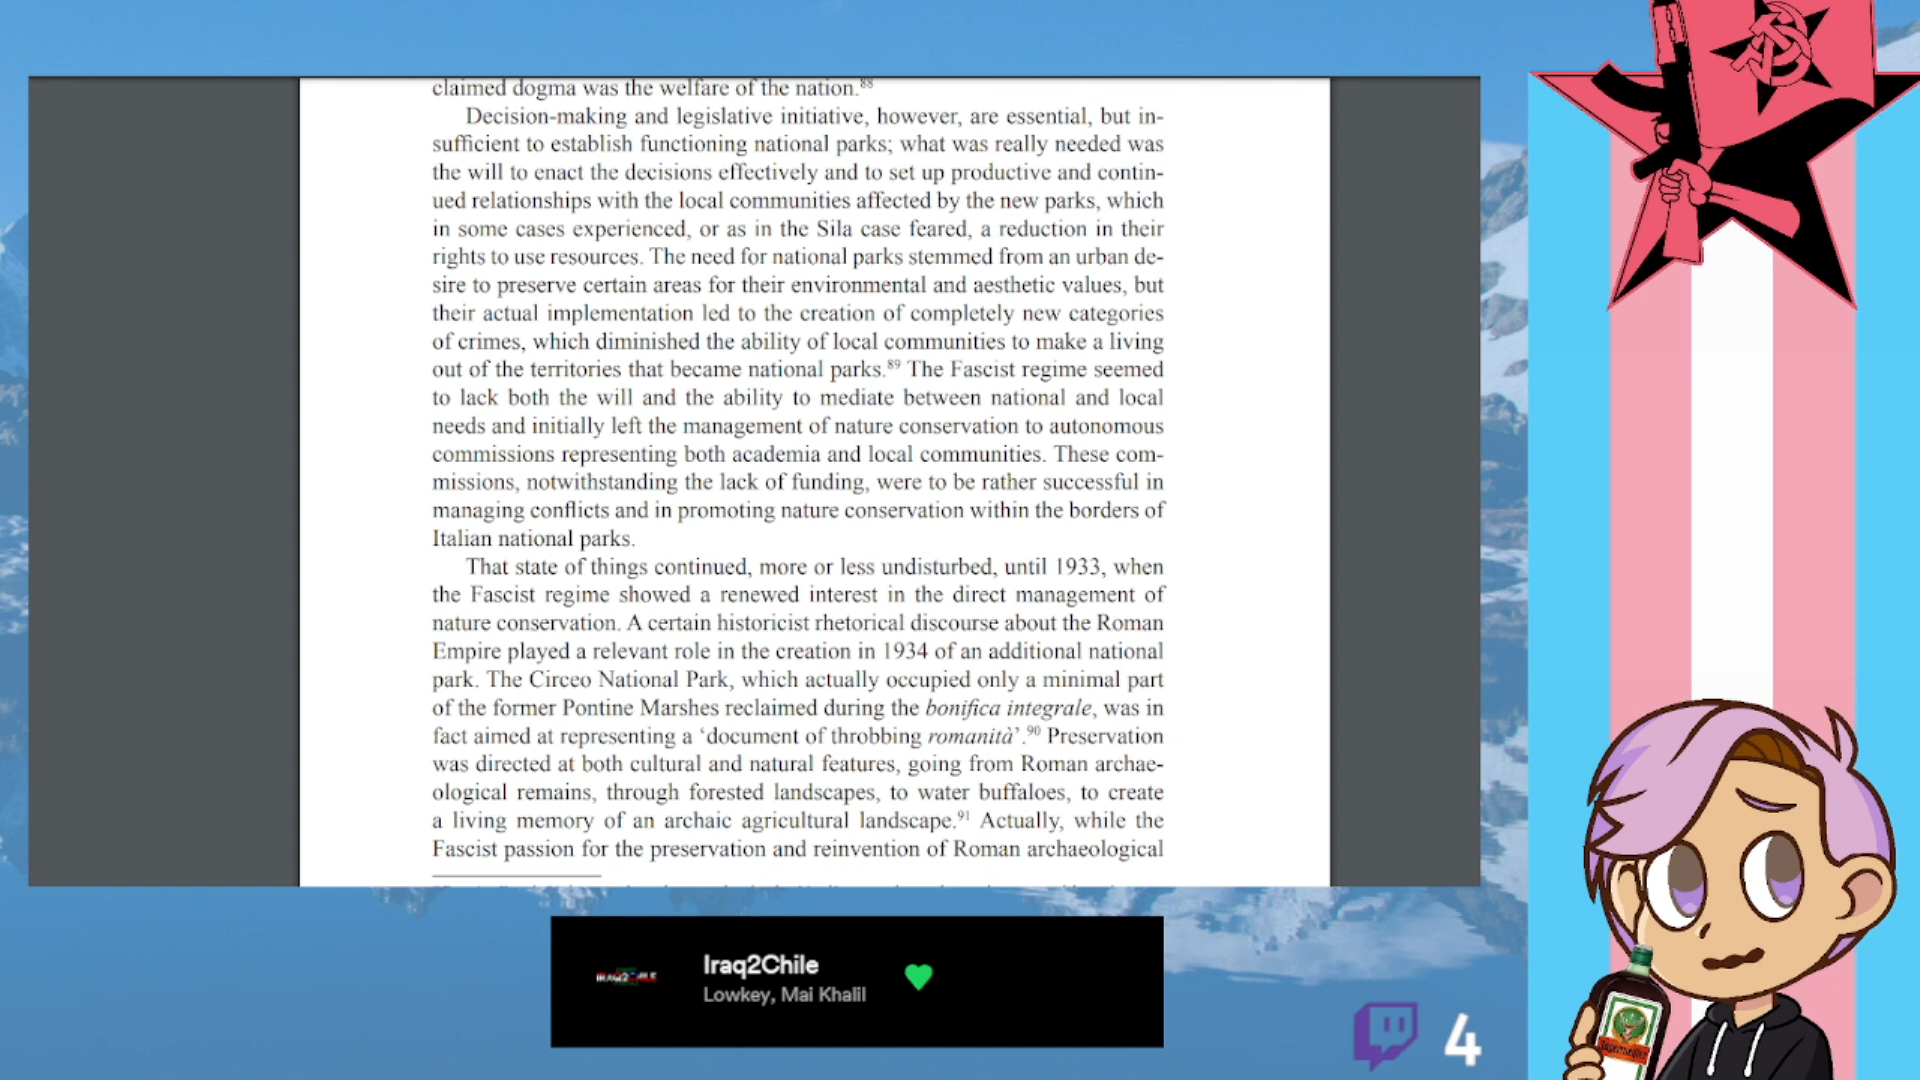 claimed dogma was the welfare of the nation.88
Decision-making and legislative initiative, however, are essential, but in-
sufficient to establish functioning national parks; what was really needed was
the will to enact the decisions effectively and to set up productive and contin-
ued relationships with the local communities affected by the new parks, which
in some cases experienced, or as in the Sila case feared, a reduction in their
rights to use resources. The need for national parks stemmed from an urban de-
sire to preserve certain areas for their environmental and aesthetic values, but
their actual implementation led to the creation of completely new categories
of crimes, which diminished the ability of local communities to make a living
out of the territories that became national parks.89 The Fascist regime seemed
to lack both the will and the ability to mediate between national and local
needs and initially left the management of nature conservation to autonomous
commissions representing both academia and local communities. These com-
missions, notwithstanding the lack of funding, were to be rather successful in
managing conflicts and in promoting nature conservation within the borders of
Italian national parks.
That state of things continued, more or less undisturbed, until 1933, when
the Fascist regime showed a renewed interest in the direct management of
nature conservation. A certain historicist rhetorical discourse about the Roman
Empire played a relevant role in the creation in 1934 of an additional national
park. The Circeo National Park, which actually occupied only a minimal part
of the former Pontine Marshes reclaimed during the bonifica integrale, was in
fact aimed at representing a ‘document of throbbing romanità’.90 Preservation
was directed at both cultural and natural features, going from Roman archae-
ological remains, through forested landscapes, to water buffaloes, to create
a living memory of an archaic agricultural landscape.91 Actually, while the
Fascist passion for the preservation and reinvention of Roman archaeological
IRAQ2CHILE
Iraq2Chile
Lowkey, Mai Khalil
4